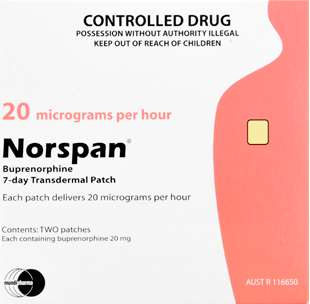 CONTROLLED DRUG
POSSESSION WITHOUT AUTHORITY ILLEGAL
KEEP OUT OF REACH OF CHILDREN
20 micrograms per hour
Norspan®
Buprenorphine
7-day Transdermal Patch
Each patch delivers 20 micrograms per hour
Contents: TWO patches
Each containing buprenorphine 20 mg
mundipharma
AUST R 116650